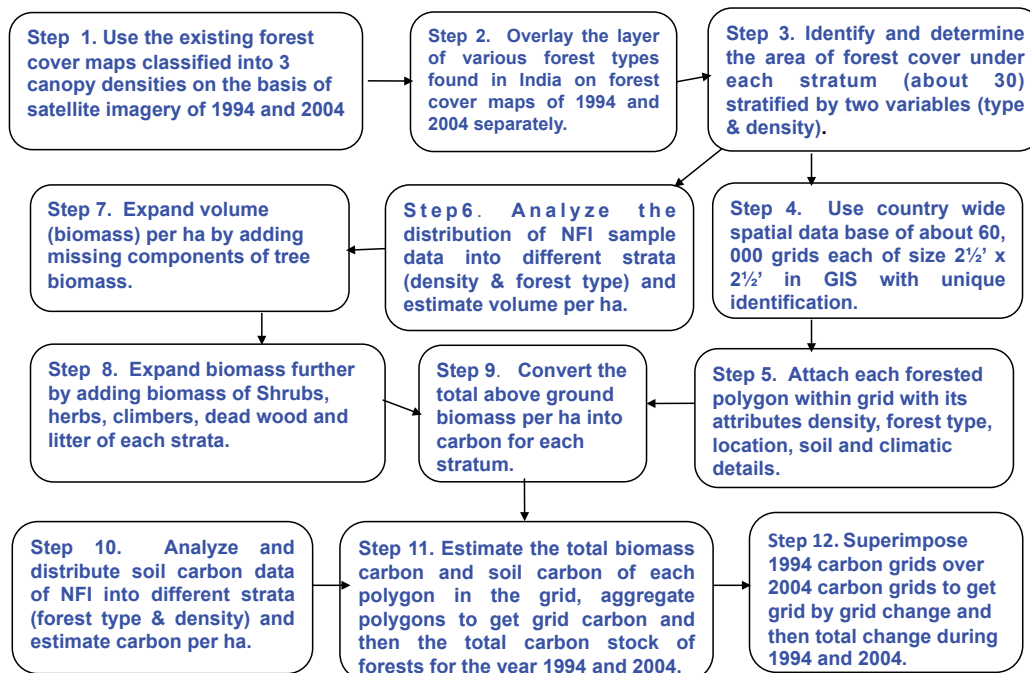 Step 1. Use the existing forest
cover maps classified into 3
canopy densities on the basis of
satellite imagery of 1994 and 2004
Step 2. Overlay the layer
of various forest types
found in India on forest
cover maps of 1994 and
2004 separately.
Step 3. Identify and determine
the area of forest cover under
each stratum (about 30)
stratified by two variables (type
& density).
Step 4. Use country wide
spatial data base of about 60,
000 grids each of size 2½’ x
2½’ in GIS with unique
identification.
Step 5. Attach each forested
polygon within grid with its
attributes density, forest type,
location, soil and climatic
details.
Step6. Analyze the
distribution of NFI sample
data into different strata
(density & forest type) and
estimate volume per ha.
Step 7. Expand volume
(biomass) per ha by adding
missing components of tree
biomass.
Step 8. Expand biomass further
by adding biomass of Shrubs,
herbs, climbers, dead wood and
litter of each strata.
Step 9. Convert the
total above ground
biomass per ha into
carbon for each
stratum.
Step 10. Analyze and
distribute soil carbon data
of NFI into different strata
(forest type & density) and
estimate carbon per ha.
Step 11. Estimate the total biomass
carbon and soil carbon of each
polygon in the grid, aggregate
polygons to get grid carbon and
then the total carbon stock of
forests for the year 1994 and 2004.
Step 12. Superimpose
1994 carbon grids over
2004 carbon grids to get
grid by grid change and
then total change during
1994 and 2004.